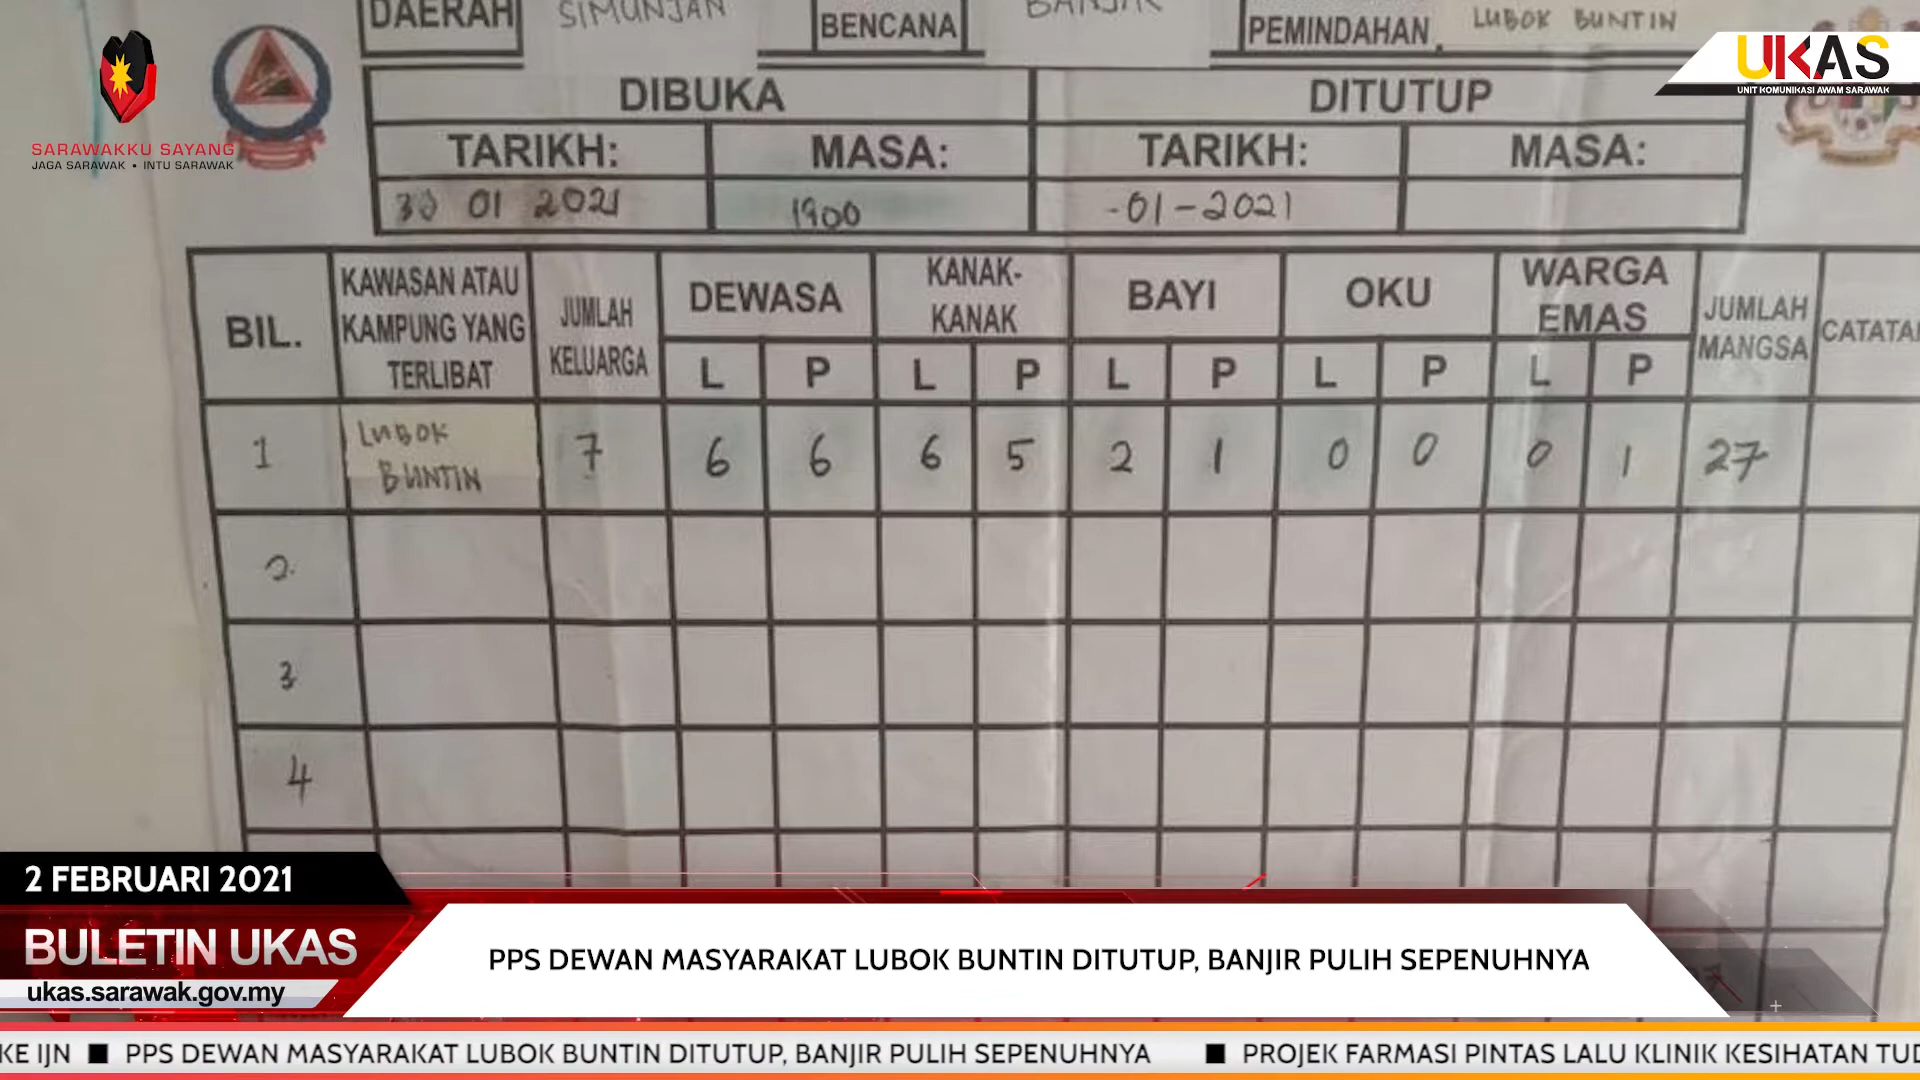 DAERAH SIMUNJAN BENCANA BANJIR PEMINDAHAN LUBOK BUNTIN
UKAS
UNIT KOMUNIKASI AWAM SARAWAK
SARAWAKKU SAYANG
JAGA SARAWAK • INTU SARAWAK
DIBUKA DITUTUP
TARIKH: MASA: TARIKH: MASA:
30 01 2021 1900 -01-2021
BIL. KAWASAN ATAU KAMPUNG YANG TERLIBAT JUMLAH KELUARGA DEWASA KANAK-KANAK BAYI OKU WARGA EMAS JUMLAH MANGSA CATATAN
L P L P L P L P L P
1 LUBOK BUNTIN 7 6 6 6 5 2 1 0 0 0 1 27
2.
3
4
2 FEBRUARI 2021
BULETIN UKAS
ukas.sarawak.gov.my
PPS DEWAN MASYARAKAT LUBOK BUNTIN DITUTUP, BANJIR PULIH SEPENUHNYA
KE IJN ■ PPS DEWAN MASYARAKAT LUBOK BUNTIN DITUTUP, BANJIR PULIH SEPENUHNYA ■ PROJEK FARMASI PINTAS LALU KLINIK KESIHATAN TUD